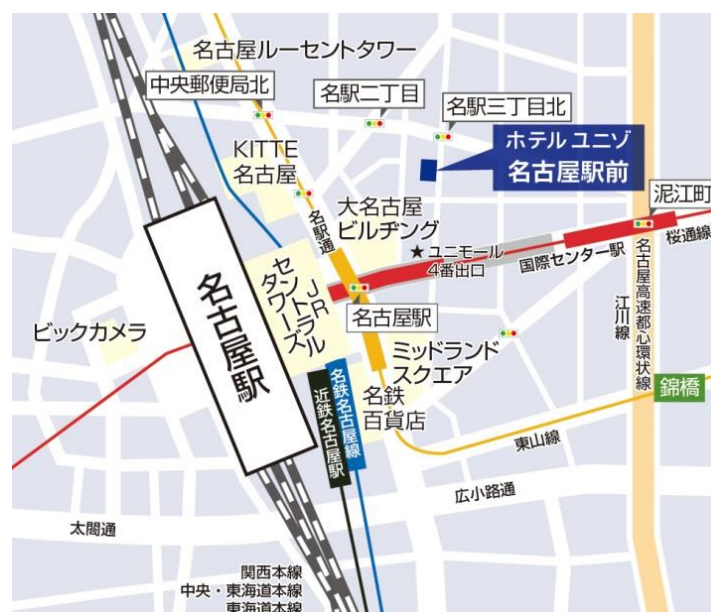 名古屋ルーセントタワー
中央郵便局北
名駅二丁目
名駅三丁目北
ホテル ユニゾ
名古屋駅前
KITTE
名古屋
泥江町
大名古屋
ビルヂング
名駅通
★ユニモール
4番出口
国際センター駅
桜通線
名古屋駅
JR
セントラル
タワーズ
名古屋駅
ビックカメラ
名古屋高速都心環状線
江川線
ミッドランド
スクエア
名鉄
百貨店
錦橋
名鉄名古屋線
近鉄名古屋駅
東山線
広小路通
太閤通
関西本線
中央・東海道本線
東海道本線